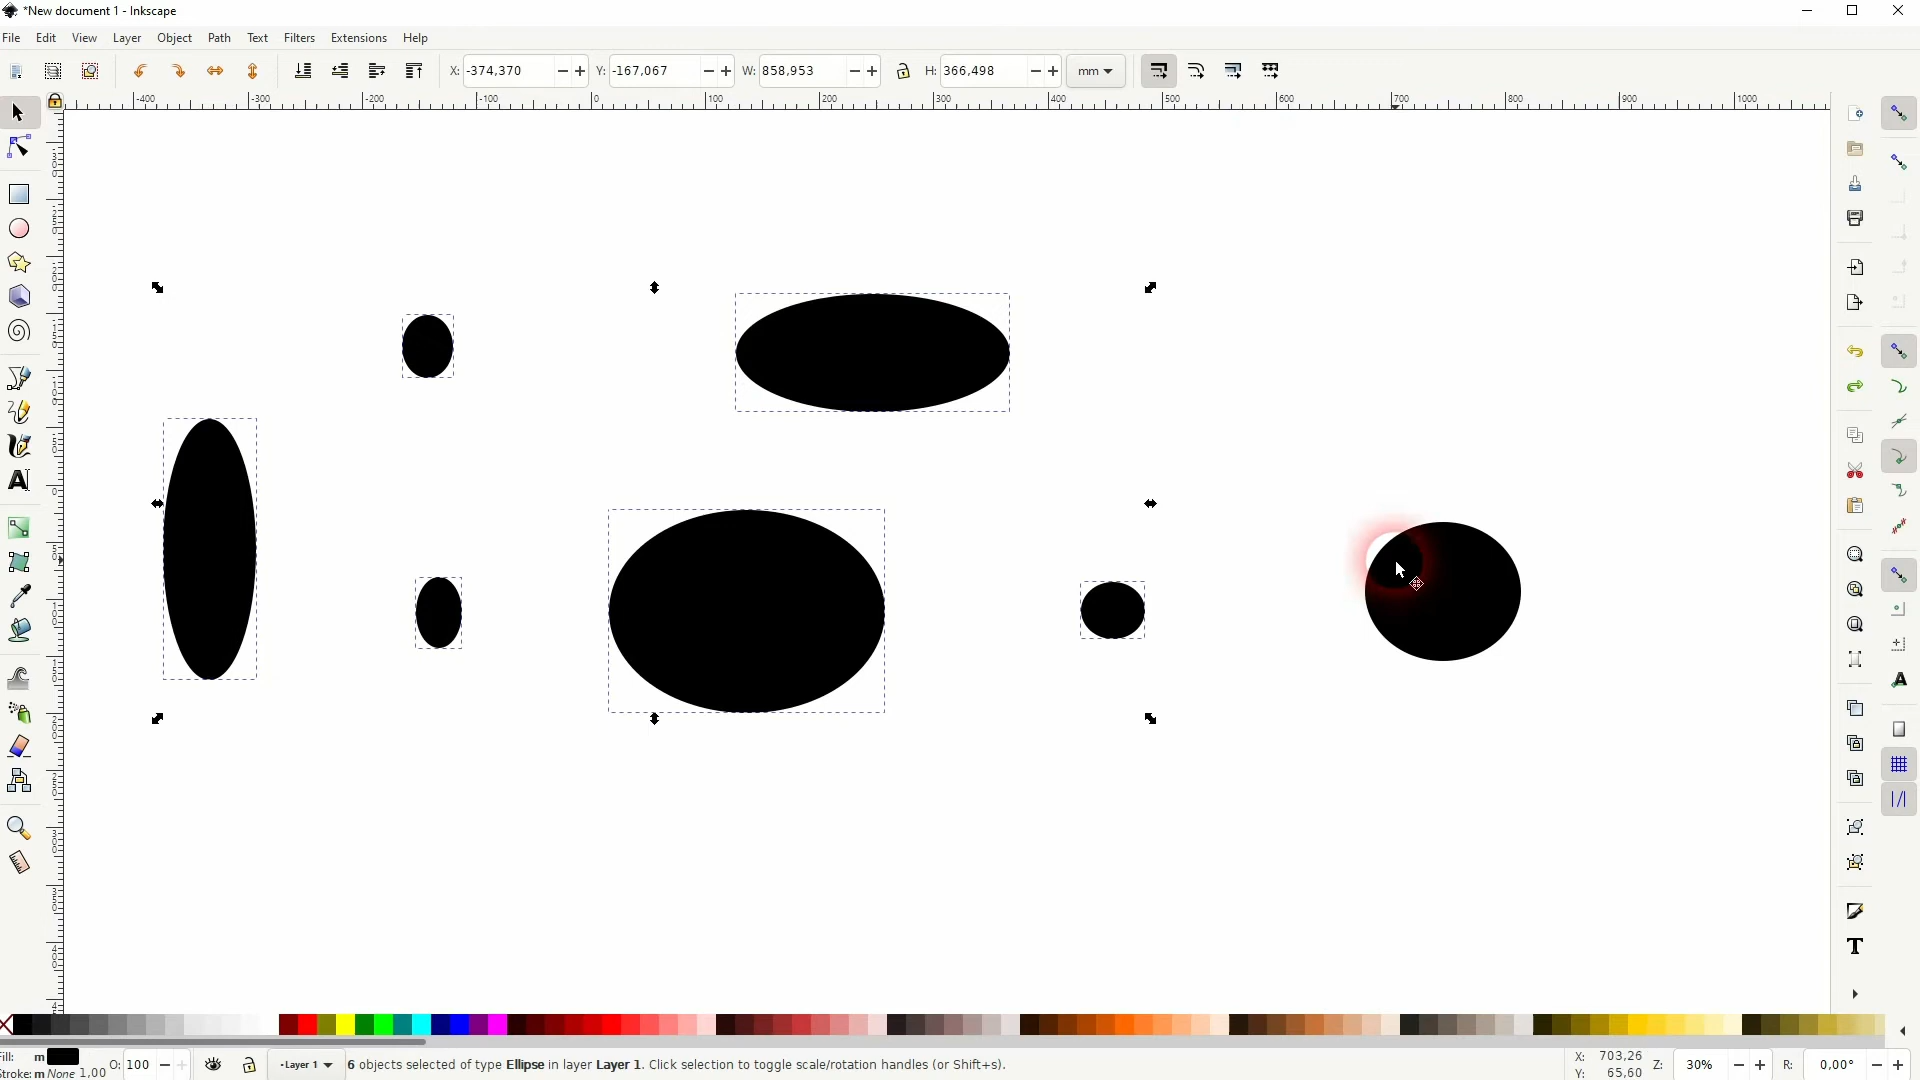 *New document 1 - Inkscape
File Edit View Layer Object Path Text Filters Extensions Help
X: -374,370 Y: -167,067 W: 858,953 H: 366,498 mm
-400 -300 -200 -100 0 100 200 300 400 500 600 700 800 900 1000
Fill: m O: 100 -Layer 1 6 objects selected of type Ellipse in layer Layer 1. Click selection to toggle scale/rotation handles (or Shift+s). X: 703,26 Z: 30% R: 0,00°
Stroke: m None 1,00 Y: 65,60